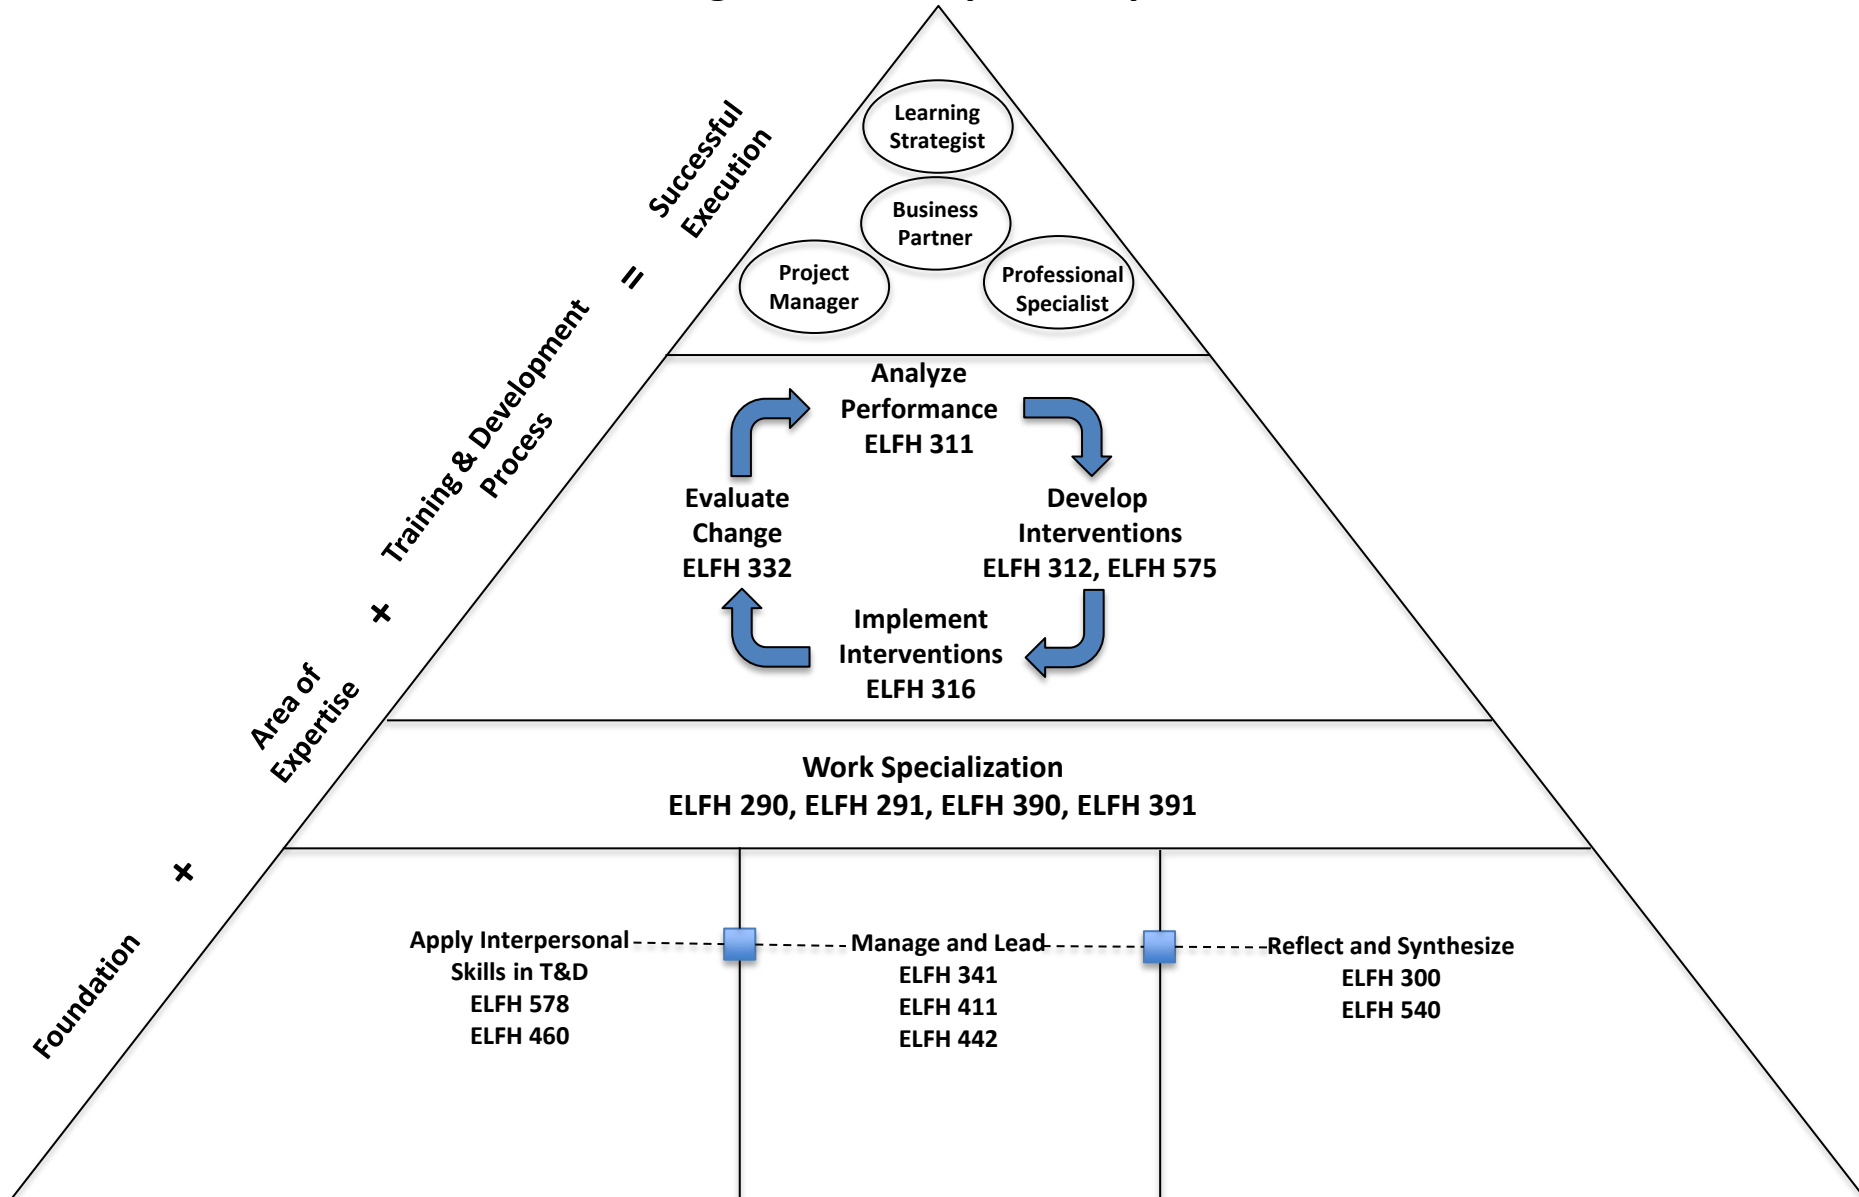 Learning
Strategist
Business
Partner
Project
Manager
Professional
Specialist
Successful
Execution
=
Training & Development
Process
+
Area of
Expertise
+
Foundation
Analyze
Performance
ELFH 311
Develop
Interventions
ELFH 312, ELFH 575
Implement
Interventions
ELFH 316
Evaluate
Change
ELFH 332
Work Specialization
ELFH 290, ELFH 291, ELFH 390, ELFH 391
Apply Interpersonal
Skills in T&D
ELFH 578
ELFH 460
Manage and Lead
ELFH 341
ELFH 411
ELFH 442
Reflect and Synthesize
ELFH 300
ELFH 540